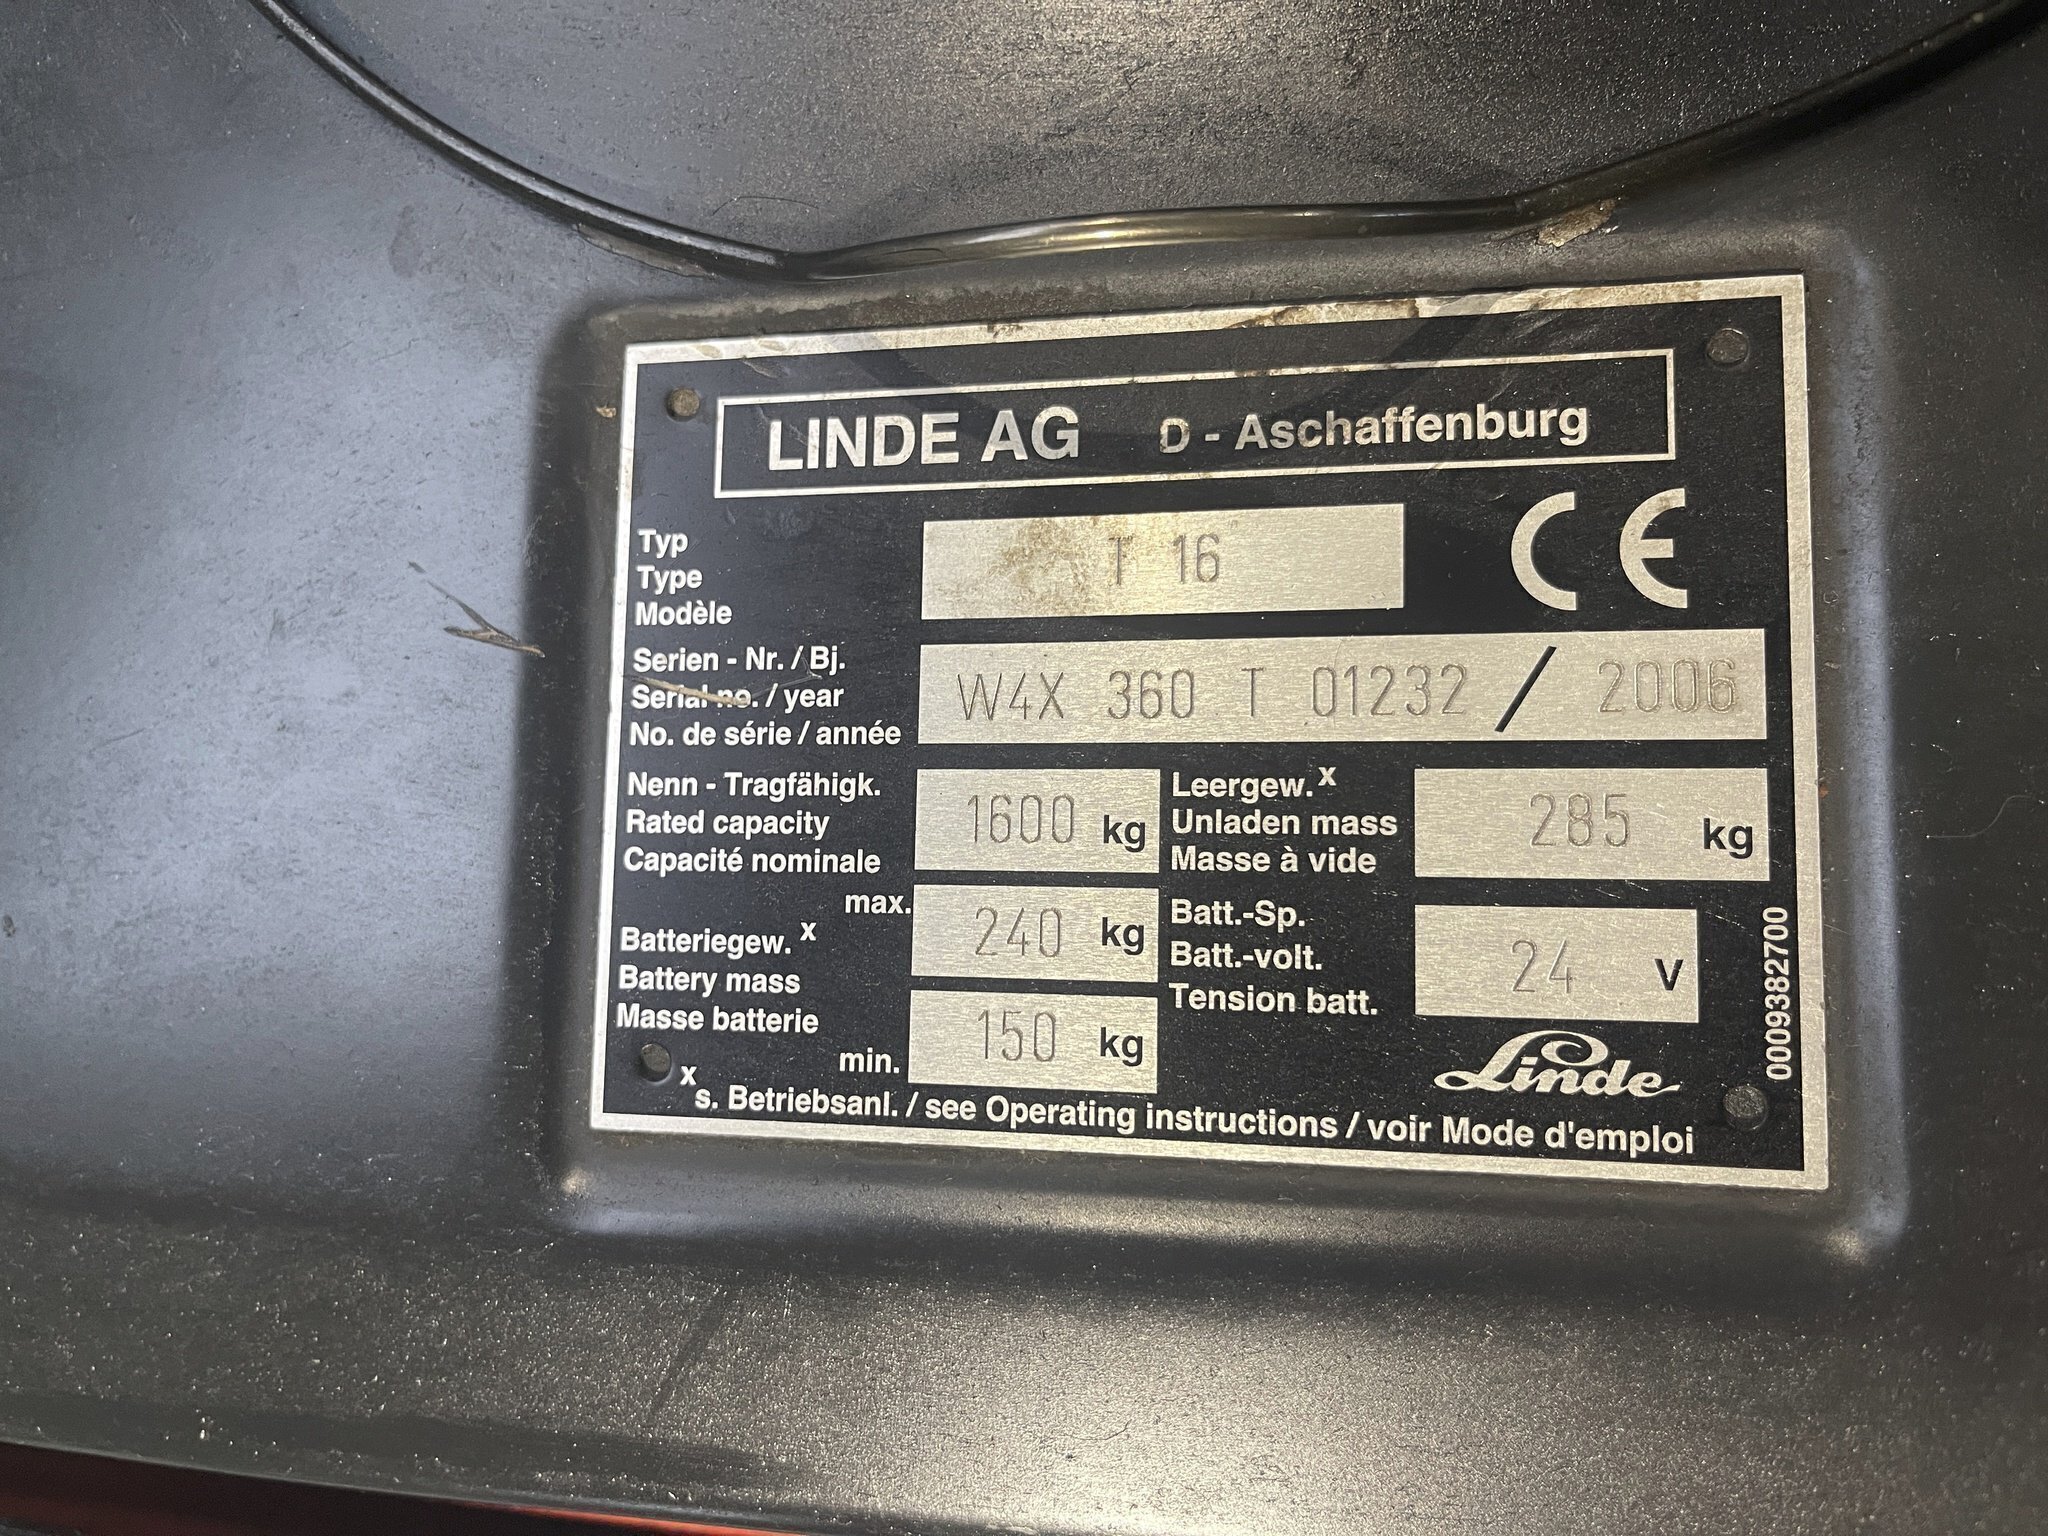 LINDE AG D - Aschaffenburg
Typ
Type
Modèle
T 16
CE
Serien - Nr. / Bj.
Serial no. / year
No. de série / année
W4X 360 T 01232 / 2006
Nenn - Tragfähigk.
Rated capacity
Capacité nominale
1600 kg
Leergew. x
Unladen mass
Masse à vide
285 kg
max.
Batteriegew. x
Battery mass
Masse batterie
min.
240 kg
150 kg
Batt.-Sp.
Batt.-volt.
Tension batt.
24 V
0009382700
Linde
x s. Betriebsanl. / see Operating instructions / voir Mode d'emploi